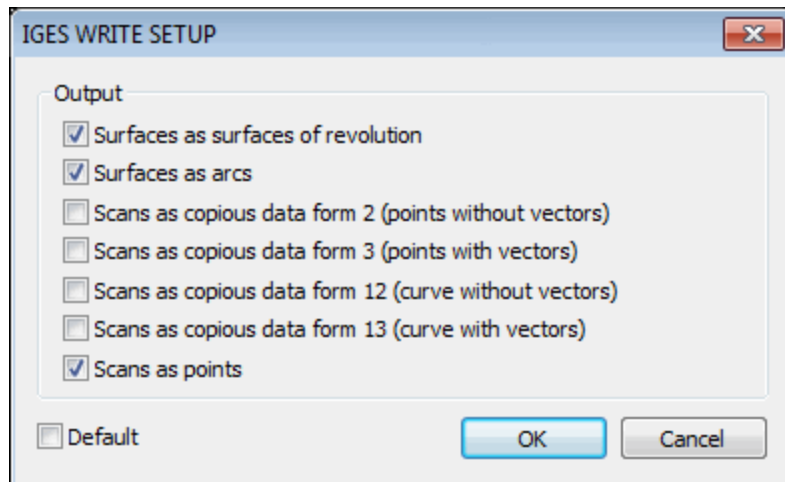 IGES WRITE SETUP
Output
Surfaces as surfaces of revolution
Surfaces as arcs
Scans as copious data form 2 (points without vectors)
Scans as copious data form 3 (points with vectors)
Scans as copious data form 12 (curve without vectors)
Scans as copious data form 13 (curve with vectors)
Scans as points
Default OK Cancel